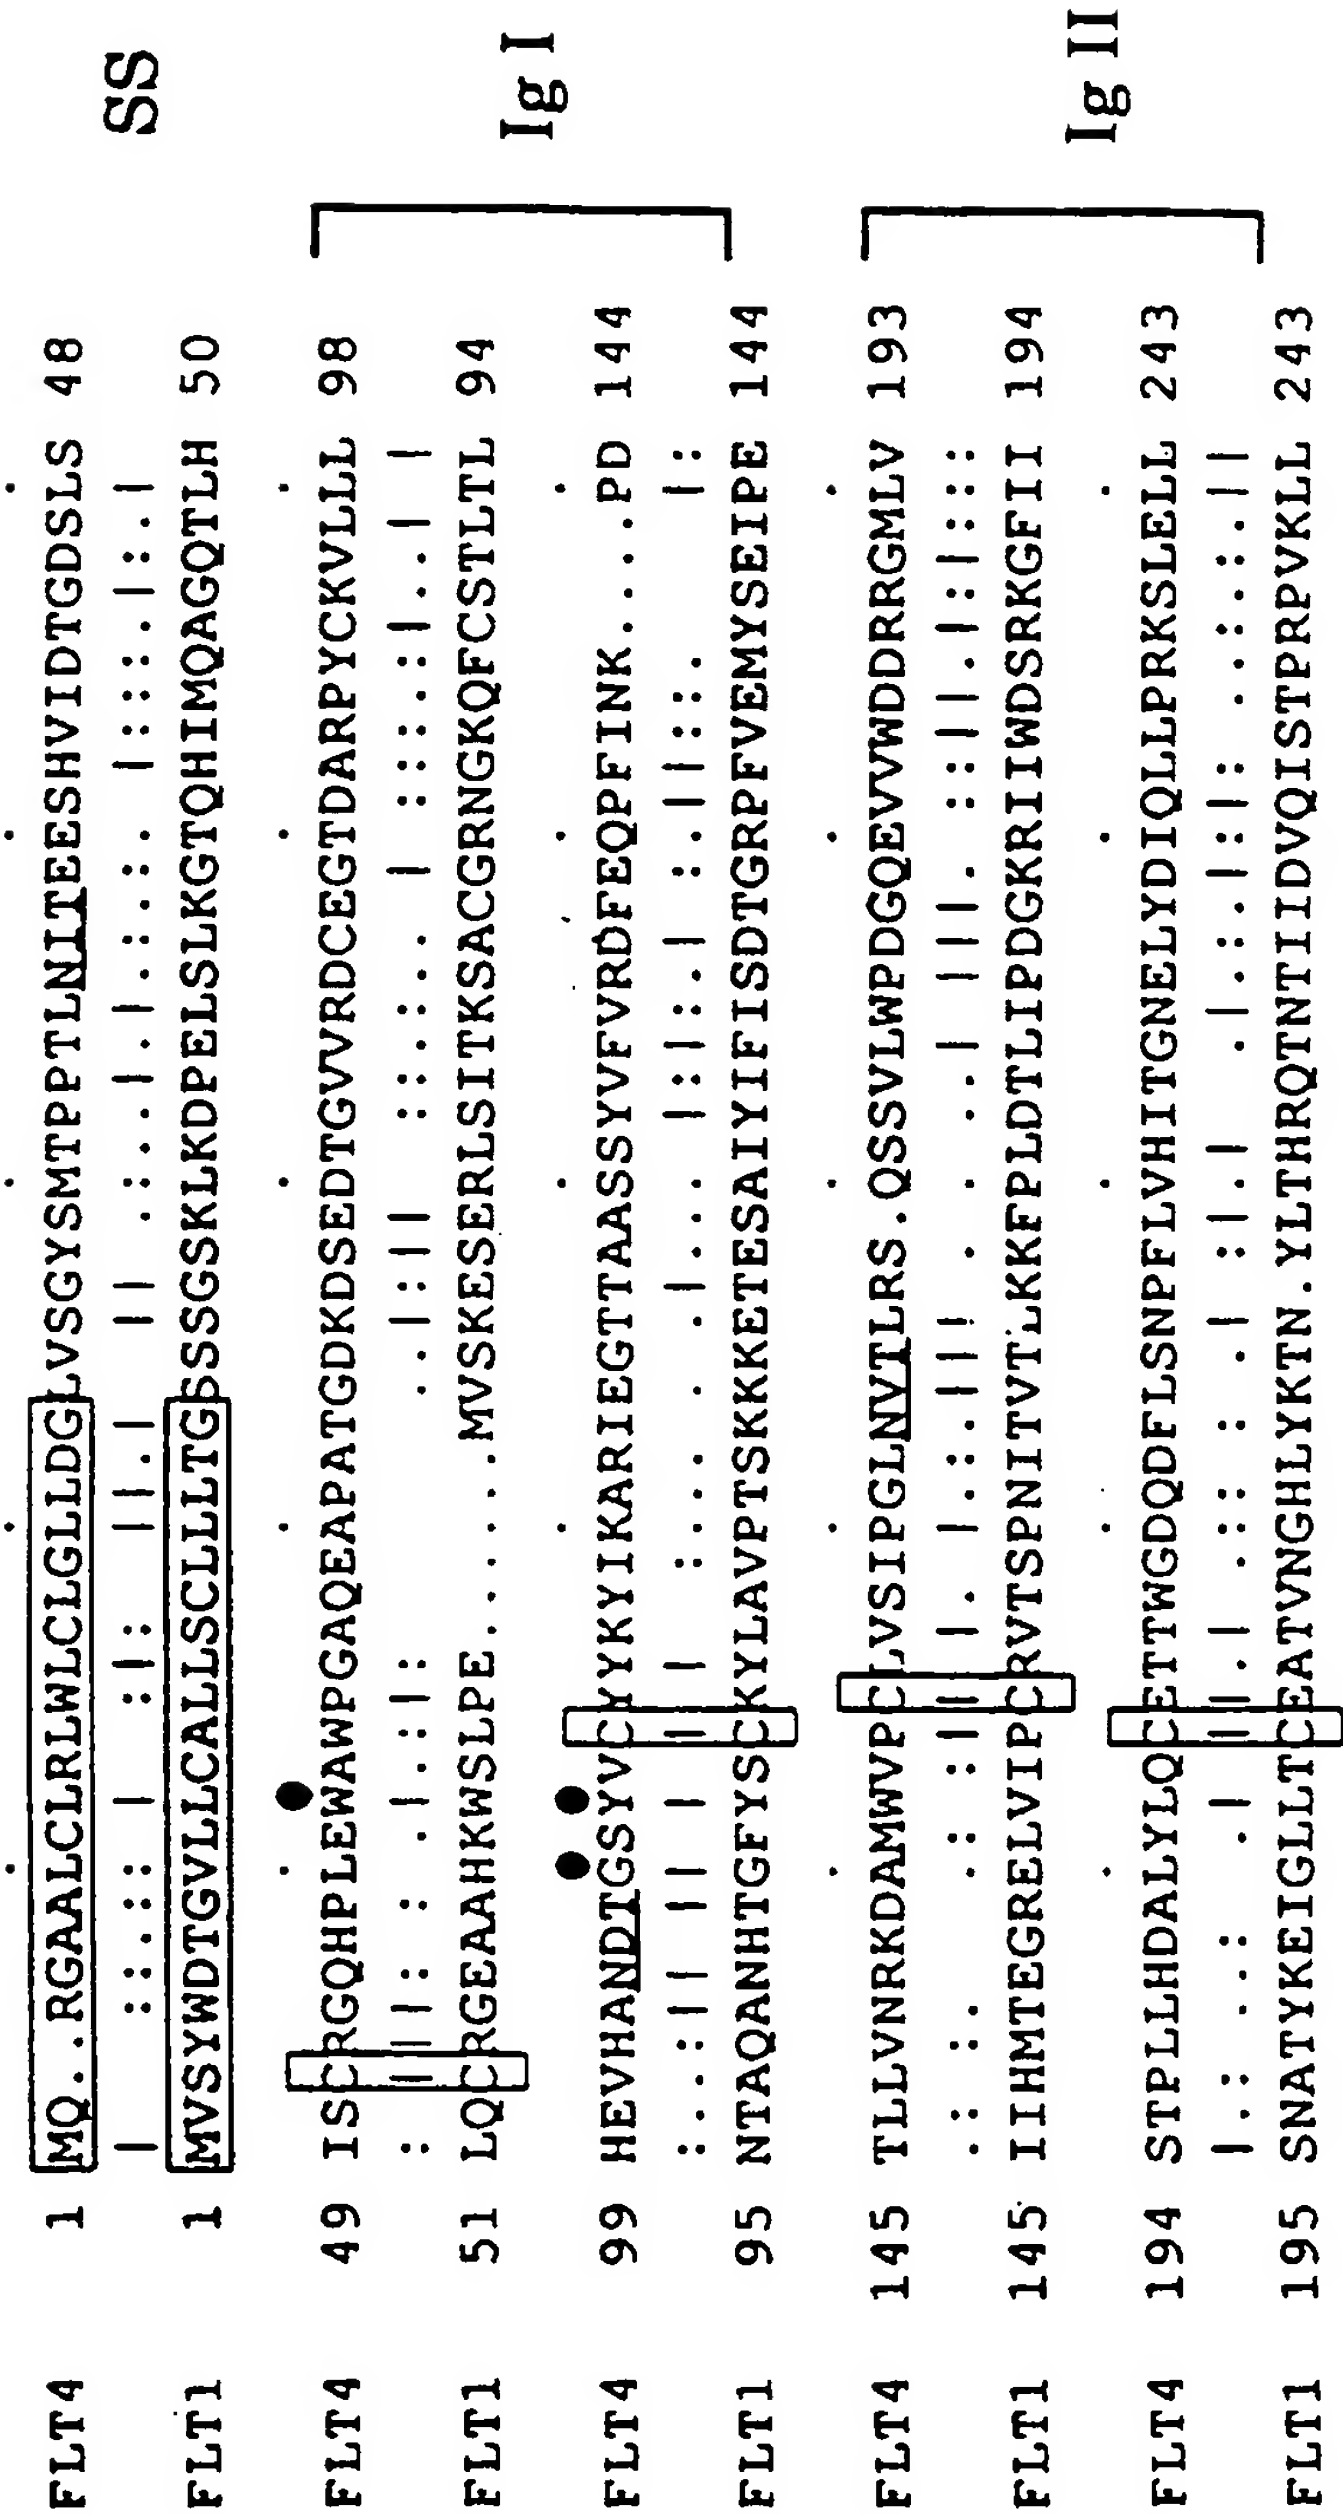 FLT4 1 MQ..RGAALCLRLWLCLGLLDGLVSGYSMTPPTLNITEESHVIDTGDSLS 48
SS
FLT1 1 MVSYWDTGVLLCALLSCLLLTGSSSGSKLKDPELSLKGTQHIMQAGQTLH 50
FLT4 49 ISCRGQHPLEWAWPGAQEAPATGDKDSEDTGVVRDCEGTDARPYCKVLLL 98
FLT1 51 LQCRGEAAHKWSLPE......MVSKESERLSITKSACGRNGKQFCSTLTL 94
Ig I
FLT4 99 HEVHANDTGSYVCYYKYIKARIEGTTAASSYVFVRDFEQPFINK....PD 144
FLT1 95 NTAQANHTGFYSCKYLAVPTSKKKETESAIYIFISDTGRPFVEMYSEIPE 144
FLT4 145 TLLVNRKDAMWVPCLVSIPGLNVTLRS.QSSVLWPDGQEVVWDDRRGMLV 193
FLT1 145 IIHMTEGRELVIPCRVTSPNITVTLKKFPLDTLIPDGKRIIWDSRKGFII 194
Ig II
FLT4 194 STPLLHDALYLQCETTWGDQDFLSNPFLVHITGNELYDIQLLPRKSLELL 243
FLT1 195 SNATYKEIGLLTCEATVNGHLYKTN.YLTHRQTNTIIDVQISTPRPVKLL 243